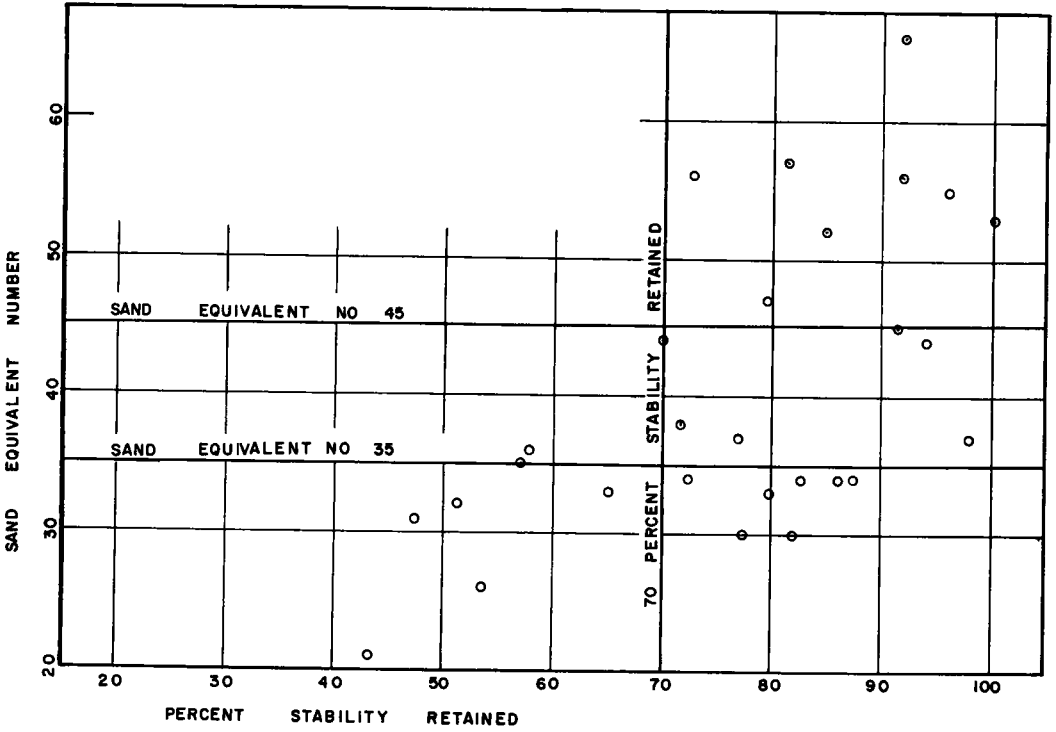 SAND EQUIVALENT NUMBER
60
50
40
30
20
SAND EQUIVALENT NO 45
SAND EQUIVALENT NO 35
70 PERCENT STABILITY RETAINED
20 30 40 50 60 70 80 90 100
PERCENT STABILITY RETAINED